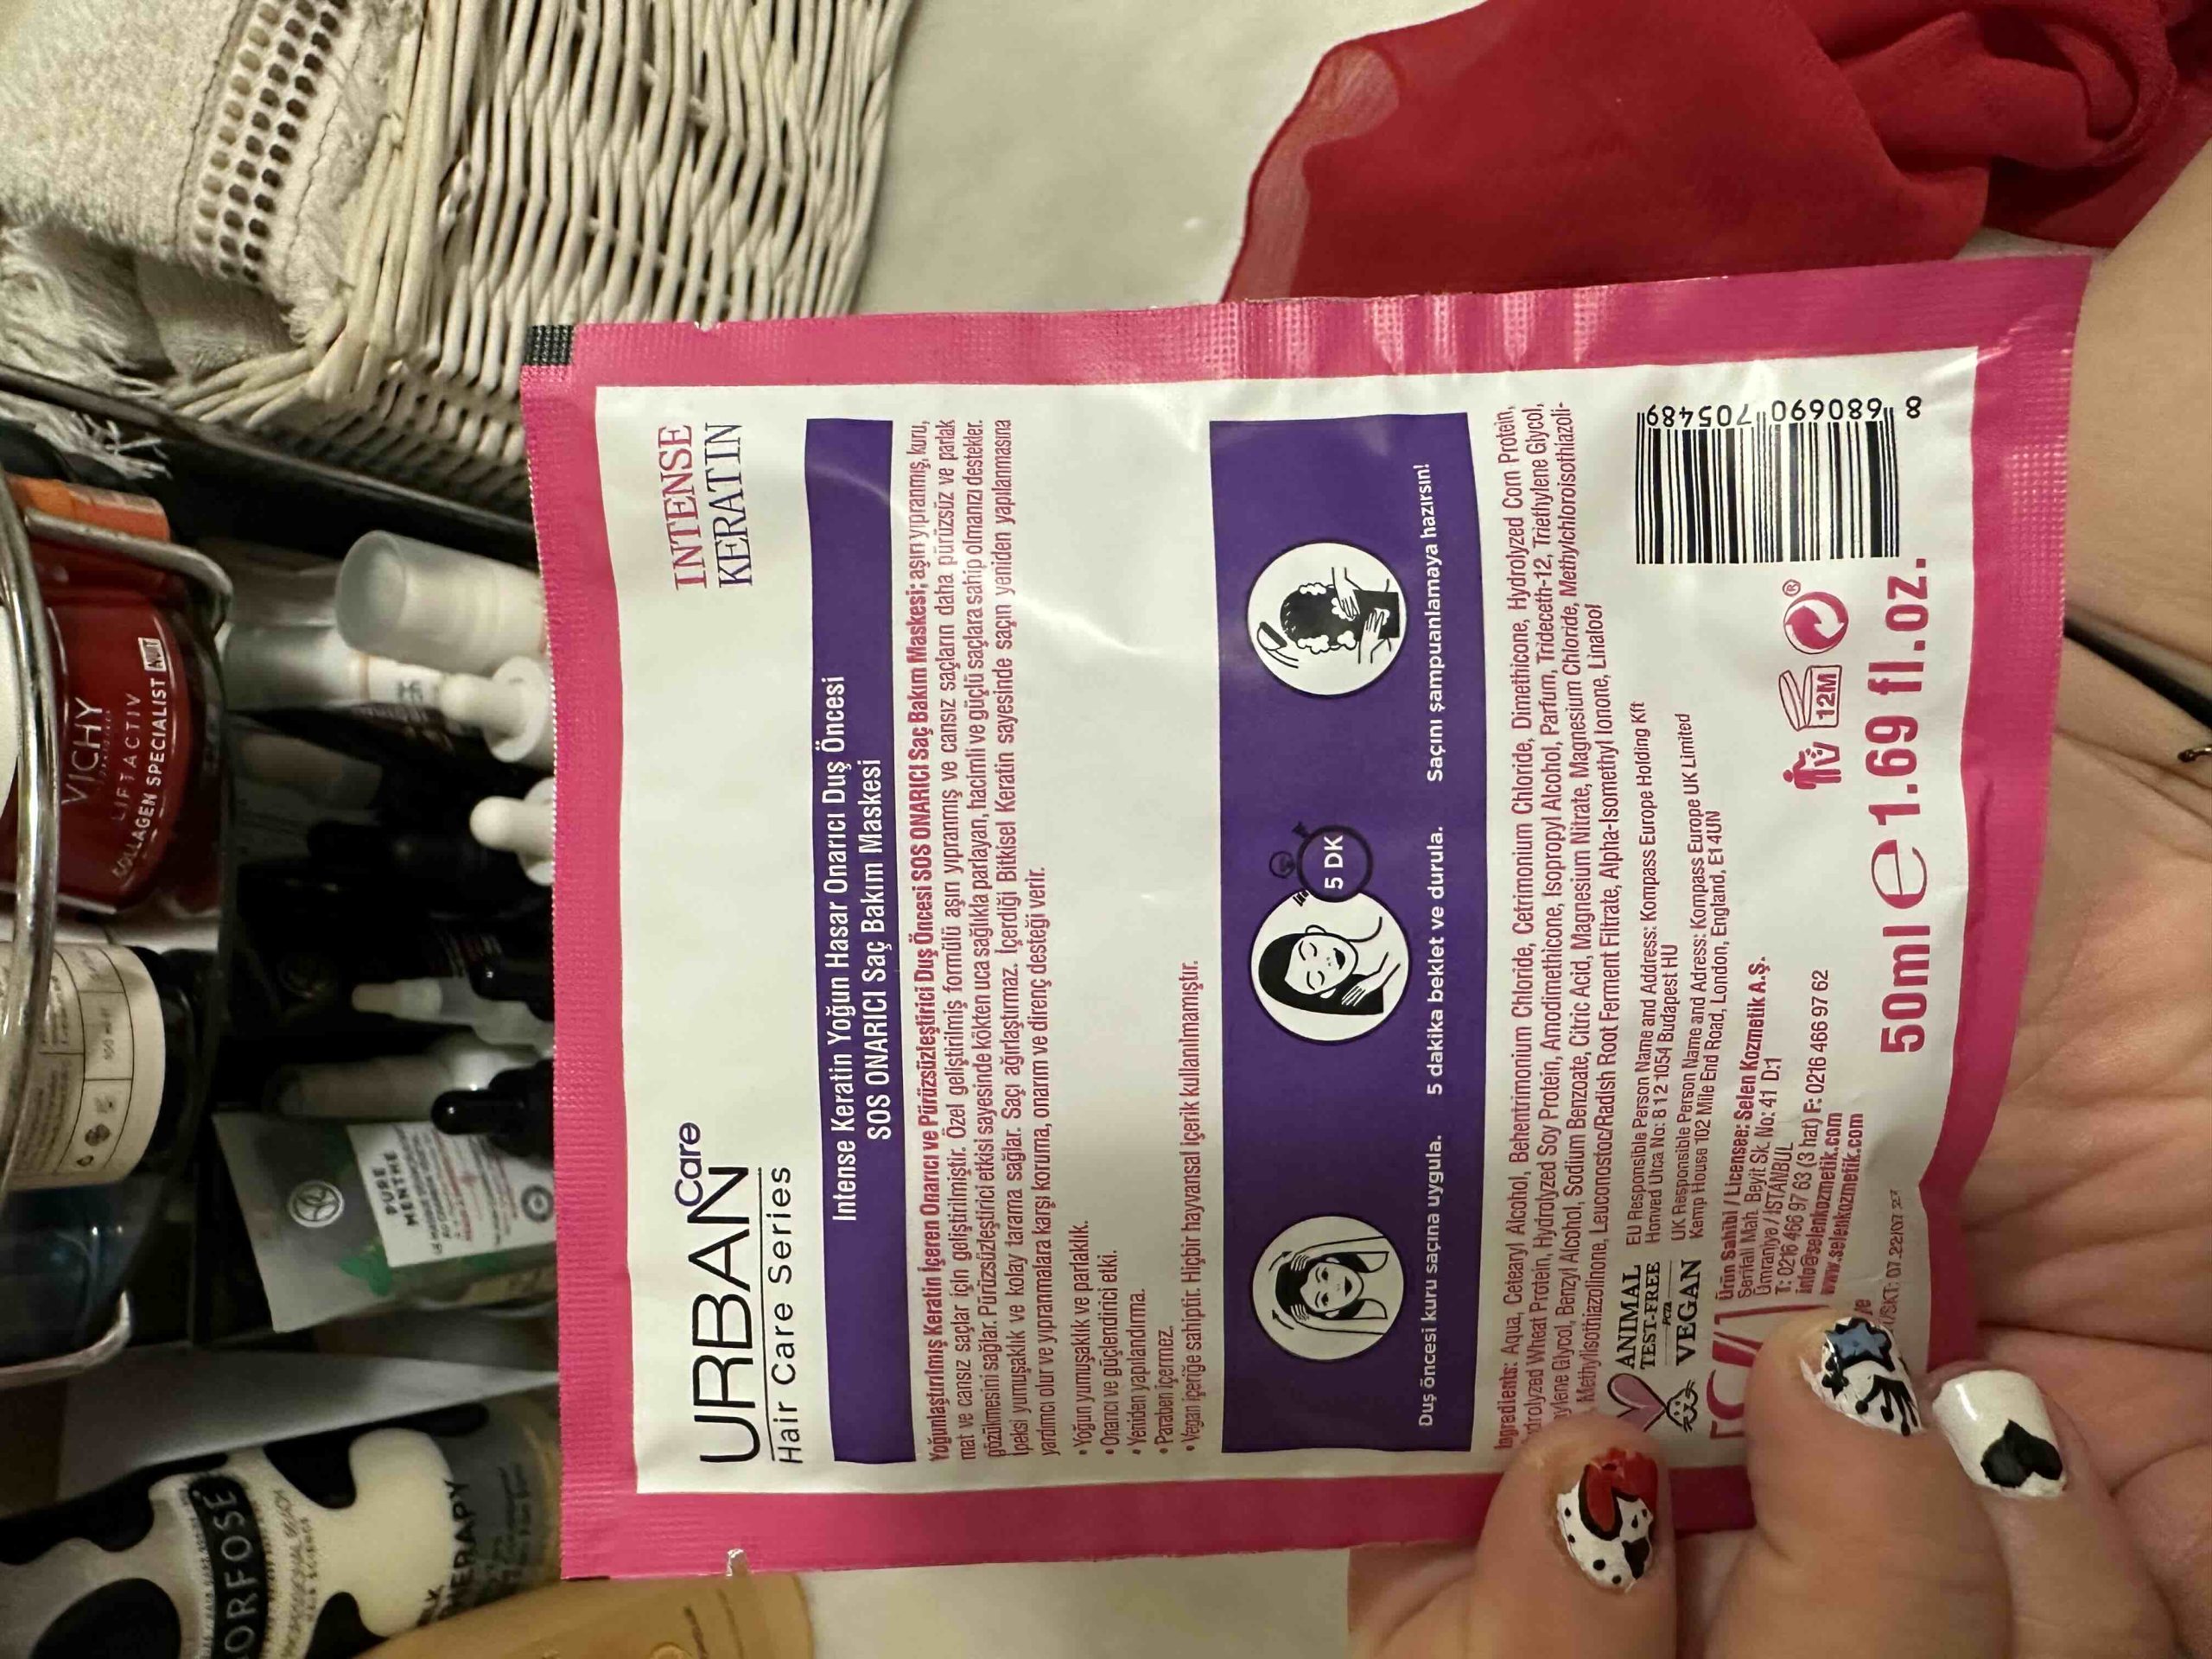 URBAN Care
Hair Care Series
INTENSE
KERATIN
Intense Keratin Yoğun Hasar Onarıcı Duş Öncesi
SOS ONARICI Saç Bakım Maskesi
Yoğunlaştırılmış Keratin İçeren Onarıcı ve Pürüzsüzleştirici Duş Öncesi SOS ONARICI Saç Bakım Maskesi; aşırı yıpranmış, kuru,
mat ve cansız saçlar için geliştirilmiştir. Özel geliştirilmiş formülü aşırı yıpranmış ve cansız saçların daha pürüzsüz ve parlak
gözükmesini sağlar. Pürüzsüzleştirici etkisi sayesinde kökten uca sağlıkla parlayan, hacimli ve güçlü saçlara sahip olmanızı destekler.
İpeksi yumuşaklık ve kolay tarama sağlar. Saçı ağırlaştırmaz. İçerdiği Bitkisel Keratin sayesinde saçın yeniden yapılanmasına
yardımcı olur ve yıpranmalara karşı koruma, onarım ve direnç desteği verir.
• Yoğun yumuşaklık ve parlaklık.
• Onarıcı ve güçlendirici etki.
• Yeniden yapılandırma.
• Paraben içermez.
• Vegan içeriğe sahiptir. Hiçbir hayvansal içerik kullanılmamıştır.
5 DK
Duş öncesi kuru saçına uygula.
5 dakika beklet ve durula.
Saçını şampuanlamaya hazırsın!
Ingredients: Aqua, Cetearyl Alcohol, Behentrimonium Chloride, Cetrimonium Chloride, Dimethicone, Hydrolyzed Corn Protein,
drolyzed Wheat Protein, Hydrolyzed Soy Protein, Amodimethicone, Isopropyl Alcohol, Parfum, Trideceth-12, Triethylene Glycol,
ylene Glycol, Benzyl Alcohol, Sodium Benzoate, Citric Acid, Magnesium Nitrate, Magnesium Chloride, Methylchloroisothiazoli-
Methylisothiazolinone, Leuconostoc/Radish Root Ferment Filtrate, Alpha-Isomethyl Ionone, Linalool
ANIMAL
TEST-FREE
PETA
VEGAN
EU Responsible Person Name and Address: Kompass Europe Holding Kft
Honved Utca No: 8 1 2 1054 Budapest HU
UK Responsible Person Name and Adress: Kompass Europe UK Limited
Kemp House 102 Mile End Road, London, England, E1 4UN
Ürün Sahibi / Licensee: Selen Kozmetik A.Ş.
Şerifali Mah. Beyit Sk. No: 41 D:1
Ümraniye / İSTANBUL
T: 0216 466 97 63 (3 hat) F: 0216 466 97 62
info@selenkozmetik.com
www.selenkozmetik.com
12M
50ml e 1.69 fl.oz.
8 680690 705489
VICHY
LIFTACTIV
COLLAGEN SPECIALIST
PURE
MENTHE
ORFOSE